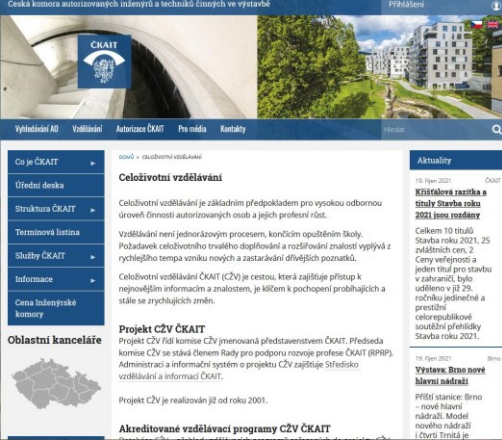 Česká komora autorizovaných inženýrů a techniků činných ve výstavbě
Přihlášení
ČKAIT
Vyhledávání AO Vzdělávání Autorizace ČKAIT Pro média Kontakty
Hledat
Co je ČKAIT
Úřední deska
Struktura ČKAIT
Termínová listina
Služby ČKAIT
Informace
Cena Inženýrské
komory
Oblastní kanceláře
DOMŮ » CELOŽIVOTNÍ VZDĚLÁVÁNÍ
Celoživotní vzdělávání
Celoživotní vzdělávání je základním předpokladem pro vysokou odbornou
úroveň činnosti autorizovaných osob a jejich profesní růst.
Vzdělávání není jednorázovým procesem, končícím opuštěním školy.
Požadavek celoživotního trvalého doplňování a rozšiřování znalostí vyplývá z
rychlejšího tempa vzniku nových a zastarávání dřívějších poznatků.
Celoživotní vzdělávání ČKAIT (CŽV) je cestou, která zajišťuje přístup k
nejnovějším informacím a znalostem, je klíčem k pochopení probíhajících a
stále se zrychlujících změn.
Projekt CŽV ČKAIT
Projekt CŽV řídí komise CŽV jmenovaná představenstvem ČKAIT. Předseda
komise CŽV se stává členem Rady pro podporu rozvoje profese ČKAIT (RPRP).
Administraci a informační systém o projektu CŽV zajišťuje Středisko
vzdělávání a informací ČKAIT.
Projekt CŽV je realizován již od roku 2001.
Akreditované vzdělávací programy CŽV ČKAIT
Aktuality
19. říjen 2021 ČKAIT
Křišťálová razítka a
tituly Stavba roku
2021 jsou rozdány
Celkem 10 titulů
Stavba roku 2021, 25
zvláštních cen, 2
Ceny veřejnosti a
jeden titul pro stavbu
v zahraničí, bylo
uděleno v již 29.
ročníku jedinečné a
prestižní
celorepublikové
soutěžní přehlídky
Stavba roku 2021.
19. říjen 2021 Brno
Výstava: Brno nové
hlavní nádraží
Příští stanice: Brno
– nové hlavní
nádraží. Model
nového nádraží
i čtvrti Trnitá je